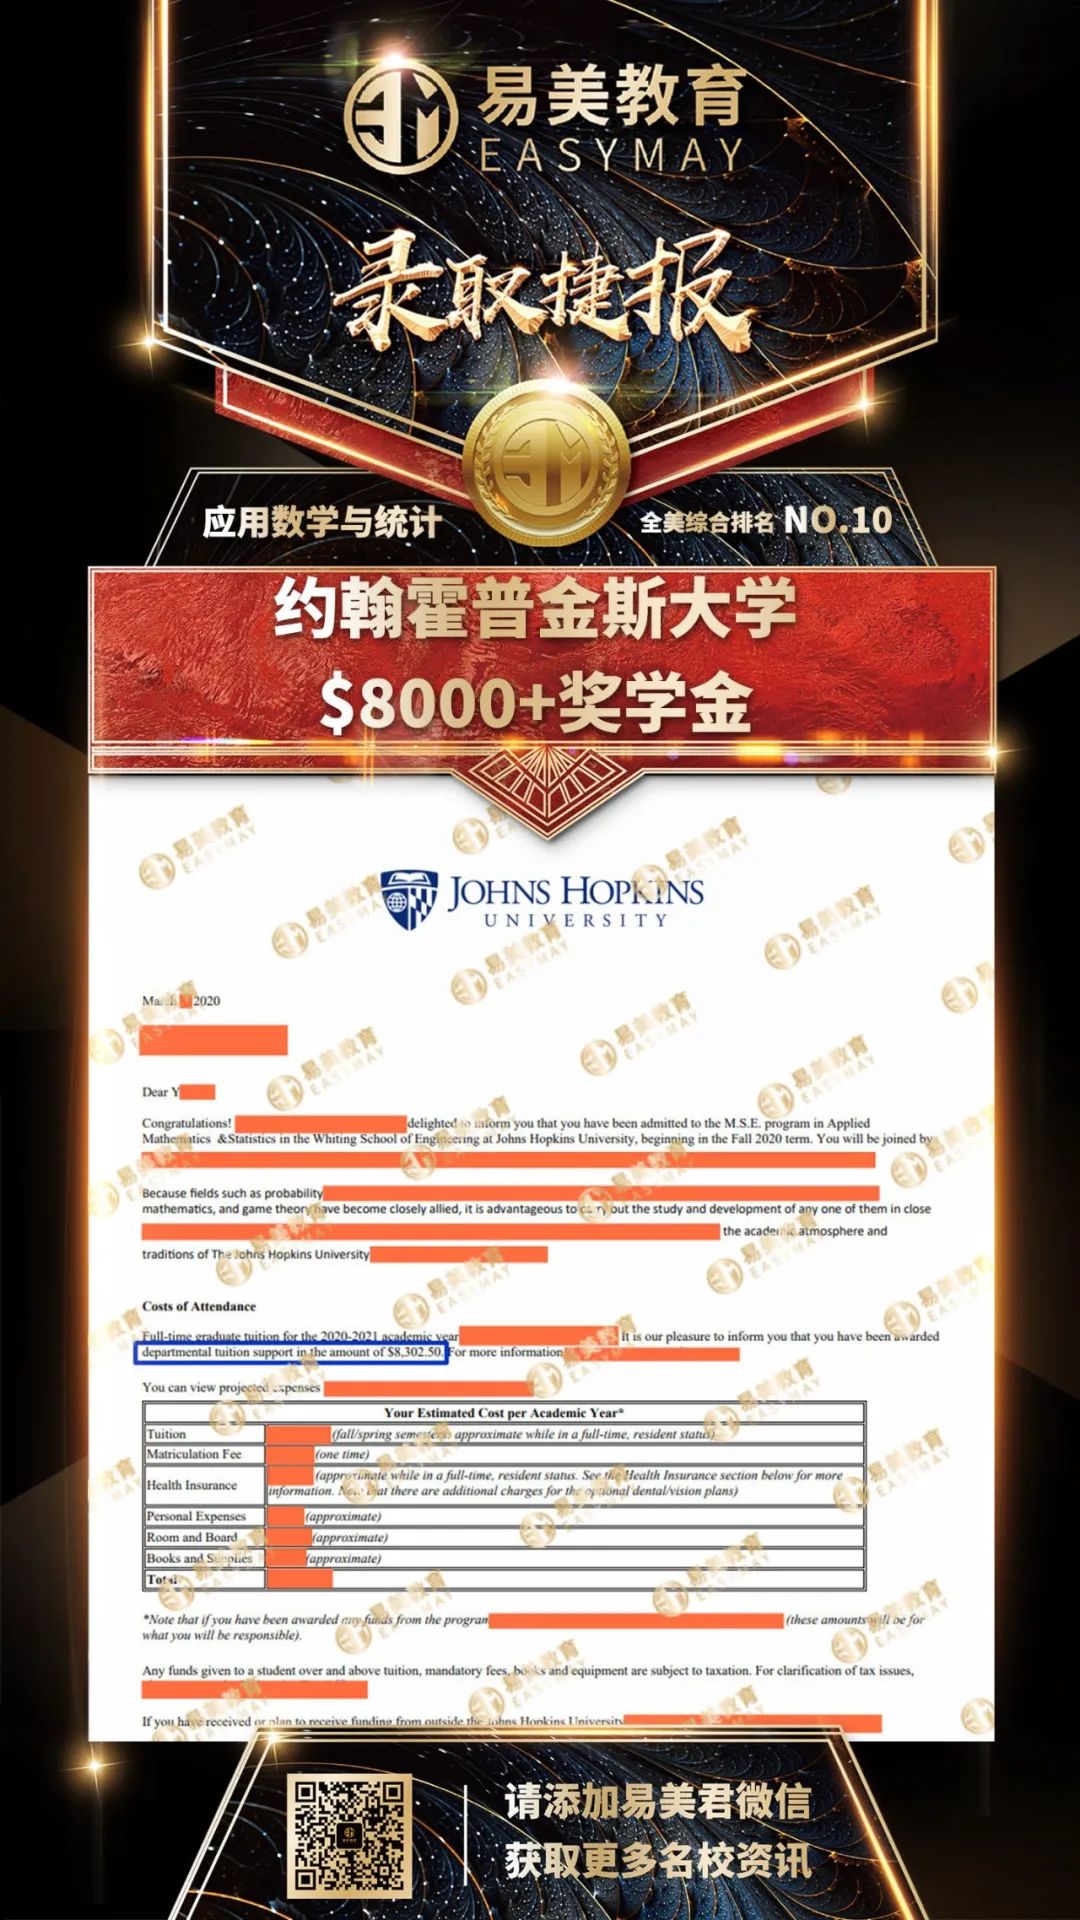 易美教育
EASYMAY
录取捷报
应用数学与统计
全美综合排名 NO.10
约翰霍普金斯大学
$8000+奖学金
JOHNS HOPKINS
UNIVERSITY
March 2020
Dear Y
Congratulations! delighted to inform you that you have been admitted to the M.S.E. program in Applied
Mathematics &Statistics in the Whiting School of Engineering at Johns Hopkins University, beginning in the Fall 2020 term. You will be joined by
Because fields such as probability
mathematics, and game theory have become closely allied, it is advantageous to carry out the study and development of any one of them in close
the academic atmosphere and
traditions of The Johns Hopkins University
Costs of Attendance
Full-time graduate tuition for the 2020-2021 academic year It is our pleasure to inform you that you have been awarded
departmental tuition support in the amount of $8,302.50. For more information
You can view projected expenses
Your Estimated Cost per Academic Year*
Tuition (fall/spring semesters; approximate while in a full-time, resident status)
Matriculation Fee (one time)
Health Insurance (approximate while in a full-time, resident status. See the Health Insurance section below for more
information. Note that there are additional charges for the optional dental/vision plans)
Personal Expenses (approximate)
Room and Board (approximate)
Books and Supplies (approximate)
Total
*Note that if you have been awarded any funds from the program (these amounts will be for
what you will be responsible).
Any funds given to a student over and above tuition, mandatory fees, books and equipment are subject to taxation. For clarification of tax issues,
If you have received or plan to receive funding from outside the Johns Hopkins University
请添加易美君微信
获取更多名校资讯